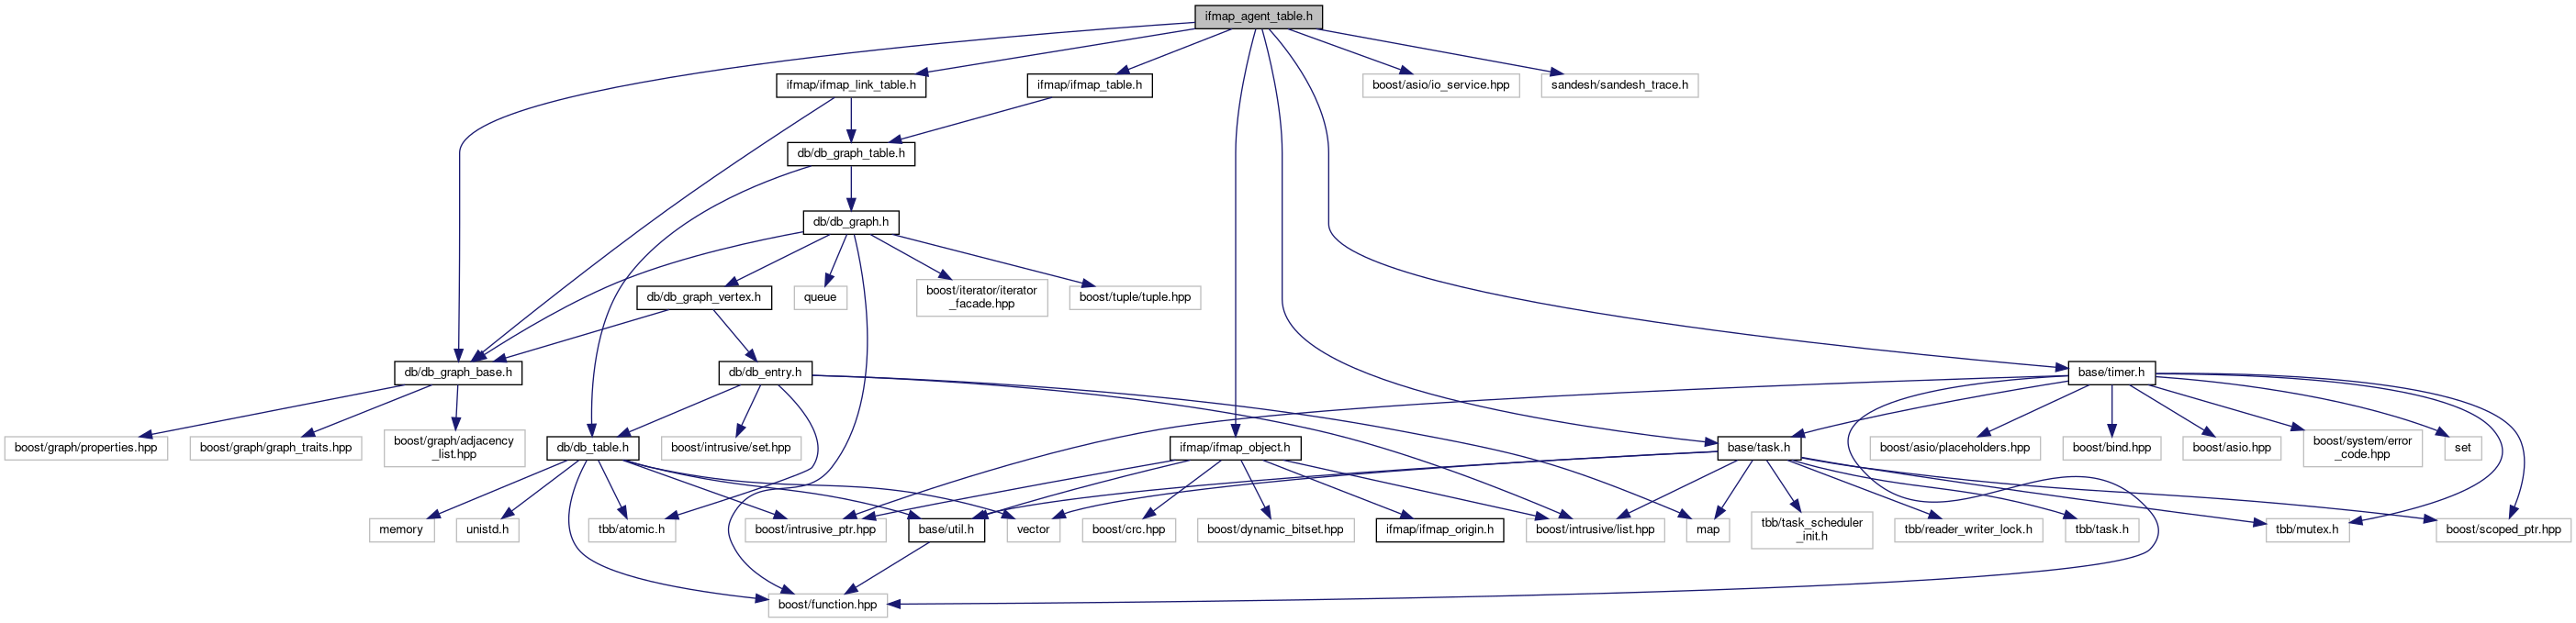 ifmap_agent_table.h
ifmap/ifmap_link_table.h
ifmap/ifmap_table.h
boost/asio/io_service.hpp
sandesh/sandesh_trace.h
db/db_graph_table.h
db/db_graph.h
db/db_graph_vertex.h
queue
boost/iterator/iterator
_facade.hpp
boost/tuple/tuple.hpp
db/db_graph_base.h
db/db_entry.h
base/timer.h
boost/graph/properties.hpp
boost/graph/graph_traits.hpp
boost/graph/adjacency
_list.hpp
db/db_table.h
boost/intrusive/set.hpp
ifmap/ifmap_object.h
base/task.h
boost/asio/placeholders.hpp
boost/bind.hpp
boost/asio.hpp
boost/system/error
_code.hpp
set
memory
unistd.h
tbb/atomic.h
boost/intrusive_ptr.hpp
base/util.h
vector
boost/crc.hpp
boost/dynamic_bitset.hpp
ifmap/ifmap_origin.h
boost/intrusive/list.hpp
map
tbb/task_scheduler
_init.h
tbb/reader_writer_lock.h
tbb/task.h
tbb/mutex.h
boost/scoped_ptr.hpp
boost/function.hpp